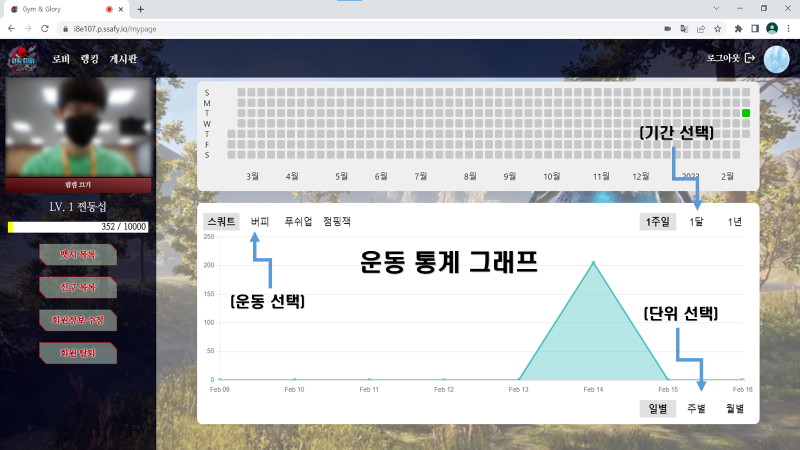 Gym & Glory
i8e107.p.ssafy.io/mypage
로비 랭킹 게시판
로그아웃
웹캠 끄기
LV. 1 찐동섭
352 / 10000
뱃지 목록
친구 목록
회원정보 수정
회원 탈퇴
S
M
T
W
T
F
S
3월 4월 5월 6월 7월 8월 9월 10월 11월 12월 2023 2월
(기간 선택)
스쿼트 버피 푸쉬업 점핑잭
1주일 1달 1년
운동 통계 그래프
(운동 선택)
(단위 선택)
250
200
150
100
50
0
Feb 09 Feb 10 Feb 11 Feb 12 Feb 13 Feb 14 Feb 15 Feb 16
일별 주별 월별